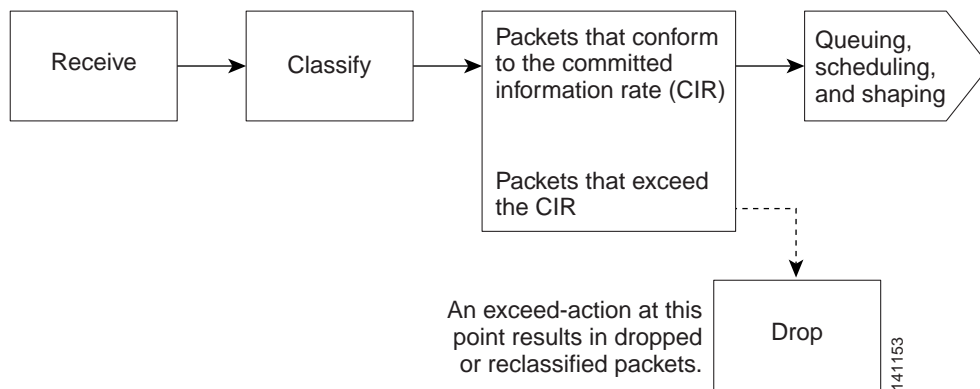 Receive
Classify
Packets that conform
to the committed
information rate (CIR)
Packets that exceed
the CIR
Queuing,
scheduling,
and shaping
An exceed-action at this
point results in dropped
or reclassified packets.
Drop
141153